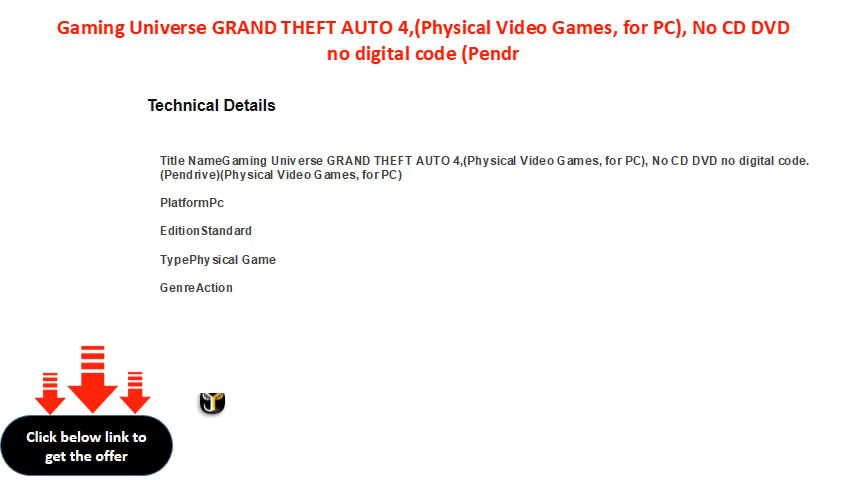 Gaming Universe GRAND THEFT AUTO 4,(Physical Video Games, for PC), No CD DVD
no digital code (Pendr
Technical Details
Title NameGaming Universe GRAND THEFT AUTO 4,(Physical Video Games, for PC), No CD DVD no digital code.
(Pendrive)(Physical Video Games, for PC)
PlatformPc
EditionStandard
TypePhysical Game
GenreAction
Click below link to
get the offer